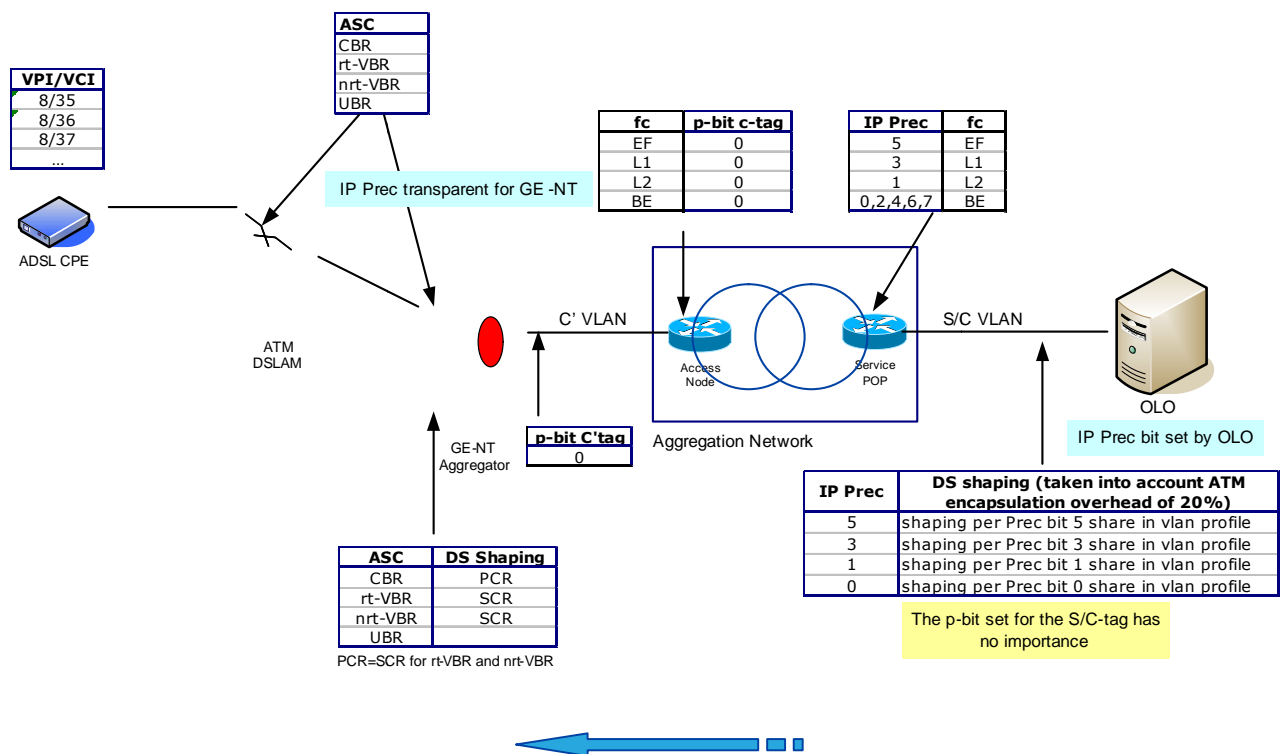 ASC
CBR
rt-VBR
nrt-VBR
UBR
VPI/VCI
8/35
8/36
8/37
...
ADSL CPE
IP Prec transparent for GE -NT
fc p-bit c-tag
EF 0
L1 0
L2 0
BE 0
IP Prec fc
5 EF
3 L1
1 L2
0,2,4,6,7 BE
ATM
DSLAM
C' VLAN
Access
Node
Service
POP
S/C VLAN
OLO
IP Prec bit set by OLO
GE-NT
Aggregator
p-bit C'tag
0
Aggregation Network
IP Prec DS shaping (taken into account ATM
encapsulation overhead of 20%)
5 shaping per Prec bit 5 share in vlan profile
3 shaping per Prec bit 3 share in vlan profile
1 shaping per Prec bit 1 share in vlan profile
0 shaping per Prec bit 0 share in vlan profile
The p-bit set for the S/C-tag has
no importance
ASC DS Shaping
CBR PCR
rt-VBR SCR
nrt-VBR SCR
UBR
PCR=SCR for rt-VBR and nrt-VBR